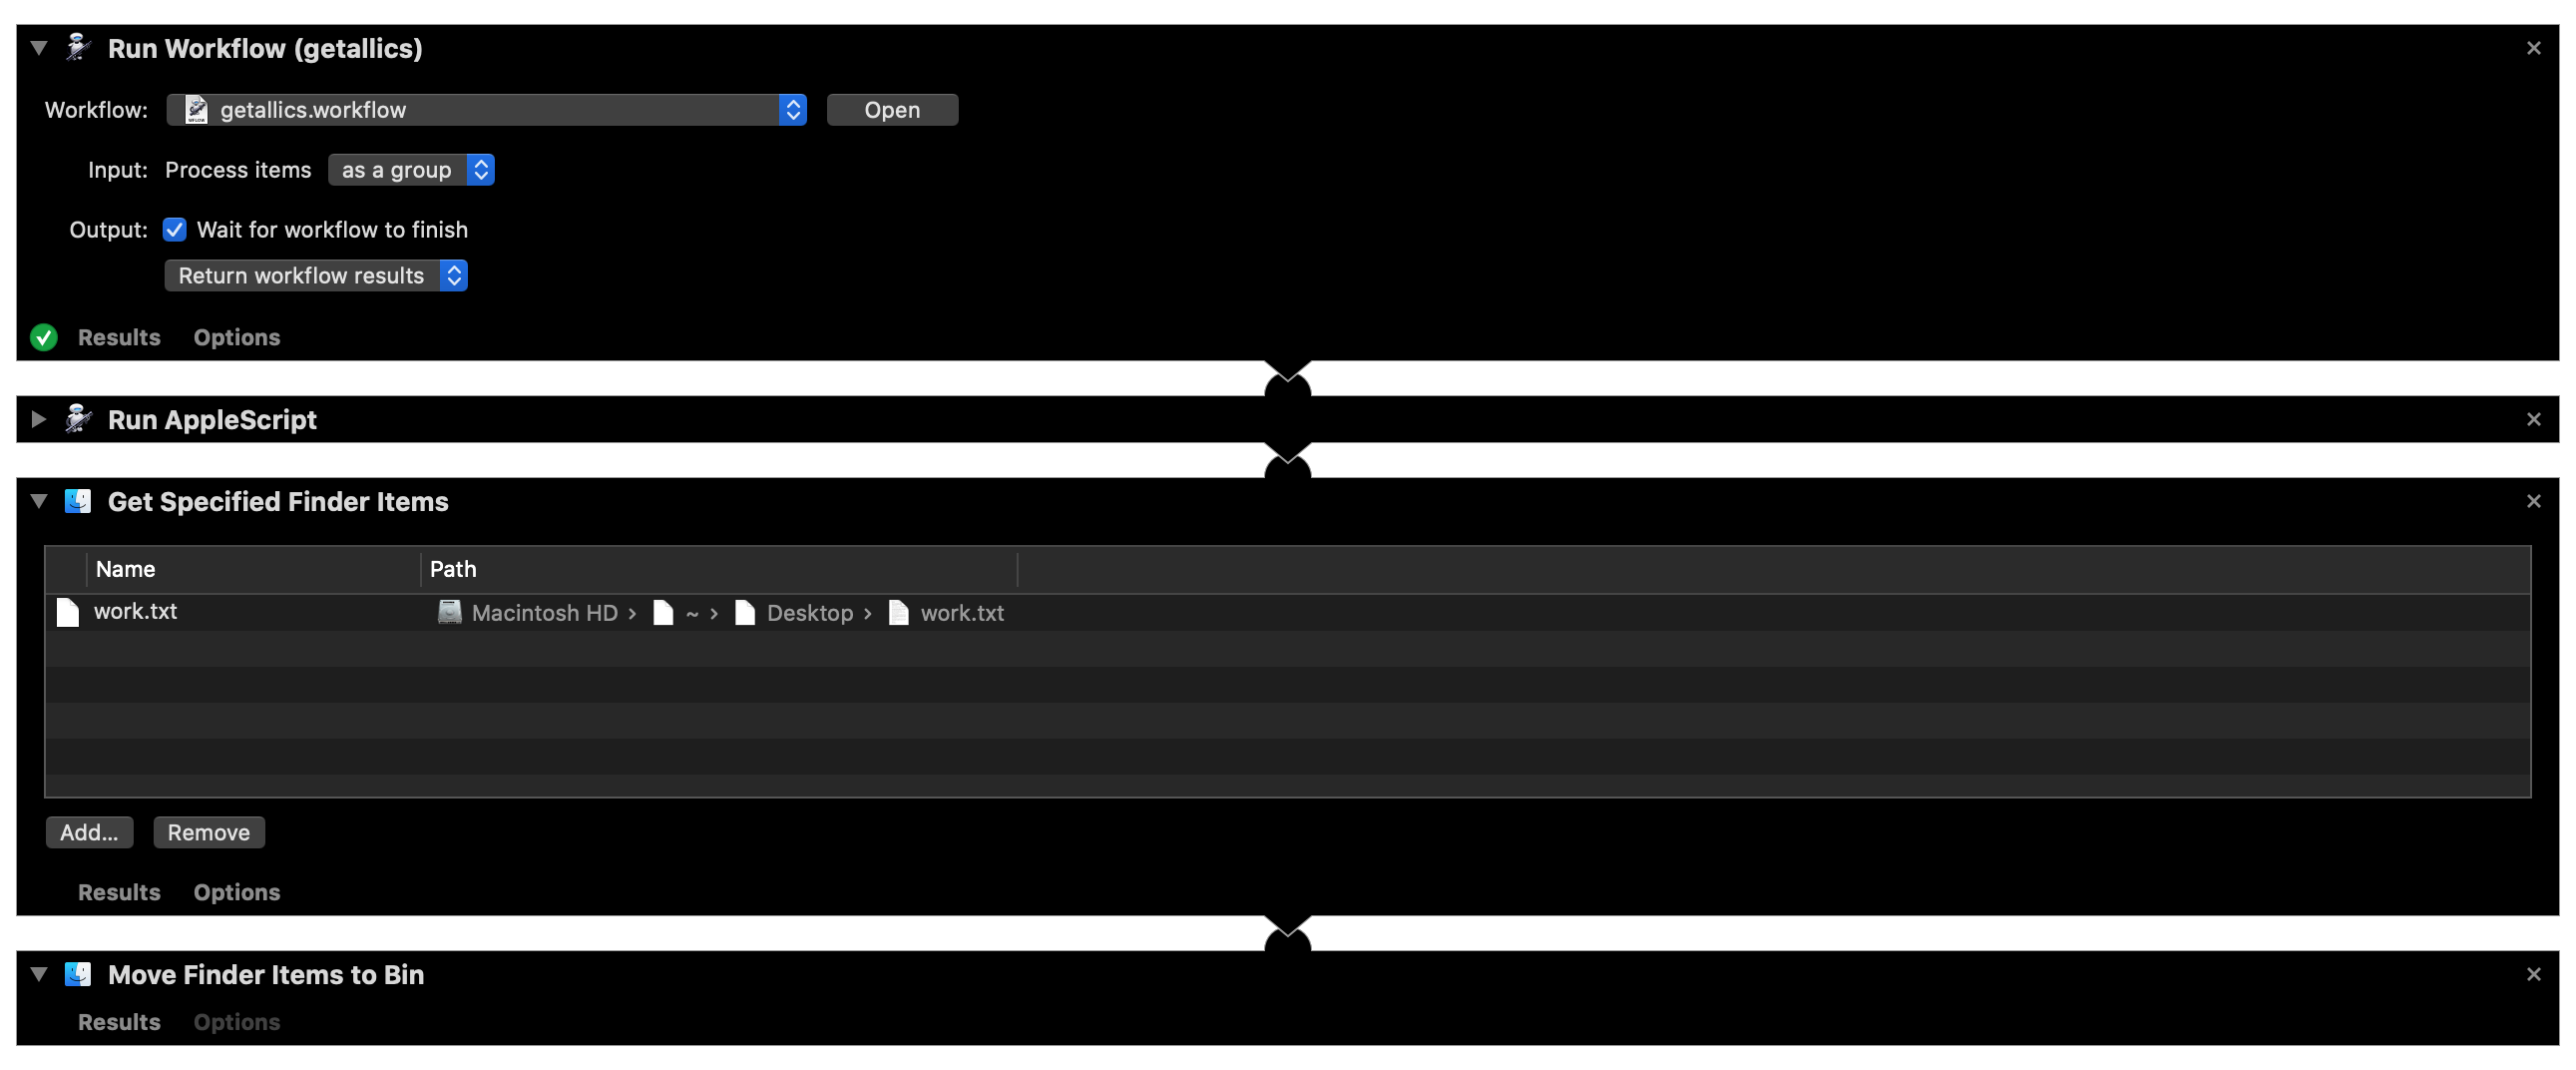 Run Workflow (getallics)
Workflow: getallics.workflow Open
Input: Process items as a group
Output: Wait for workflow to finish
Return workflow results
Results Options
Run AppleScript
Get Specified Finder Items
Name Path
work.txt Macintosh HD › ~ › Desktop › work.txt
Add... Remove
Results Options
Move Finder Items to Bin
Results Options